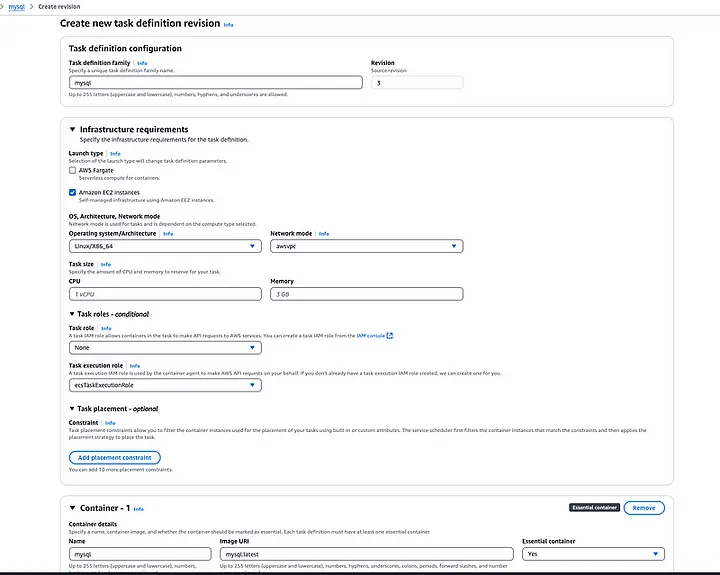 mysql > Create revision
Create new task definition revision Info
Task definition configuration
Task definition family | Info
Specify a unique task definition family name.
mysql
Up to 255 letters (uppercase and lowercase), numbers, hyphens, and underscores are allowed.
Revision
Source revision
3
Infrastructure requirements
Specify the infrastructure requirements for the task definition.
Launch type | Info
Selection of the launch type will change task definition parameters.
AWS Fargate
Serverless compute for containers.
Amazon EC2 instances
Self-managed infrastructure using Amazon EC2 instances.
OS, Architecture, Network mode
Network mode is used for tasks and is dependent on the compute type selected.
Operating system/Architecture | Info
Linux/X86_64
Network mode | Info
awsvpc
Task size | Info
Specify the amount of CPU and memory to reserve for your task.
CPU
1 vCPU
Memory
3 GB
Task roles - conditional
Task role | Info
A task IAM role allows containers in the task to make API requests to AWS services. You can create a task IAM role from the IAM console
None
Task execution role | Info
A task execution IAM role is used by the container agent to make AWS API requests on your behalf. If you don't already have a task execution IAM role created, we can create one for you.
ecsTaskExecutionRole
Task placement - optional
Constraint | Info
Task placement constraints allow you to filter the container instances used for the placement of your tasks using built-in or custom attributes. The service scheduler first filters the container instances that match the constraints and then applies the
placement strategy to place the task.
Add placement constraint
You can add 10 more placement constraints.
Container - 1 Info
Essential container
Remove
Container details
Specify a name, container image, and whether the container should be marked as essential. Each task definition must have at least one essential container.
Name
mysql
Up to 255 letters (uppercase and lowercase), numbers,
Image URI
mysql:latest
Up to 255 letters (uppercase and lowercase), numbers, hyphens, underscores, colons, periods, forward slashes, and number
Essential container
Yes